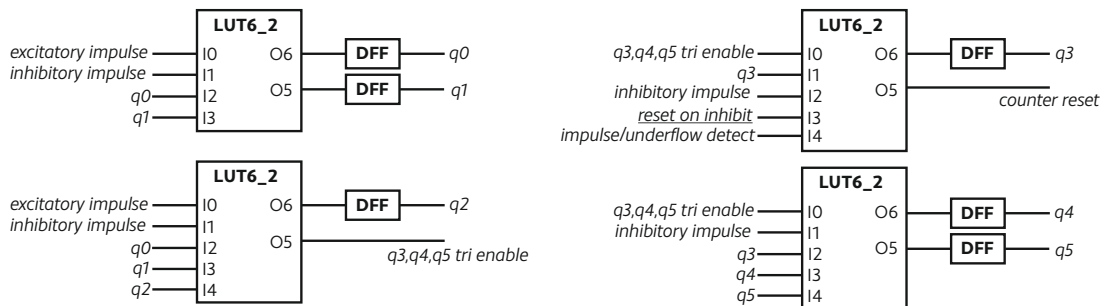 LUT6_2
excitatory impulse I0 O6 DFF q0
inhibitory impulse I1
q0 I2 O5 DFF q1
q1 I3
LUT6_2
excitatory impulse I0 O6 DFF q2
inhibitory impulse I1
q0 I2 O5
q3,q4,q5 tri enable
q1 I3
q2 I4
LUT6_2
q3,q4,q5 tri enable I0 O6 DFF q3
q3 I1
inhibitory impulse I2 O5
counter reset
reset on inhibit I3
impulse/underflow detect I4
LUT6_2
q3,q4,q5 tri enable I0 O6 DFF q4
inhibitory impulse I1
q3 I2 O5 DFF q5
q4 I3
q5 I4